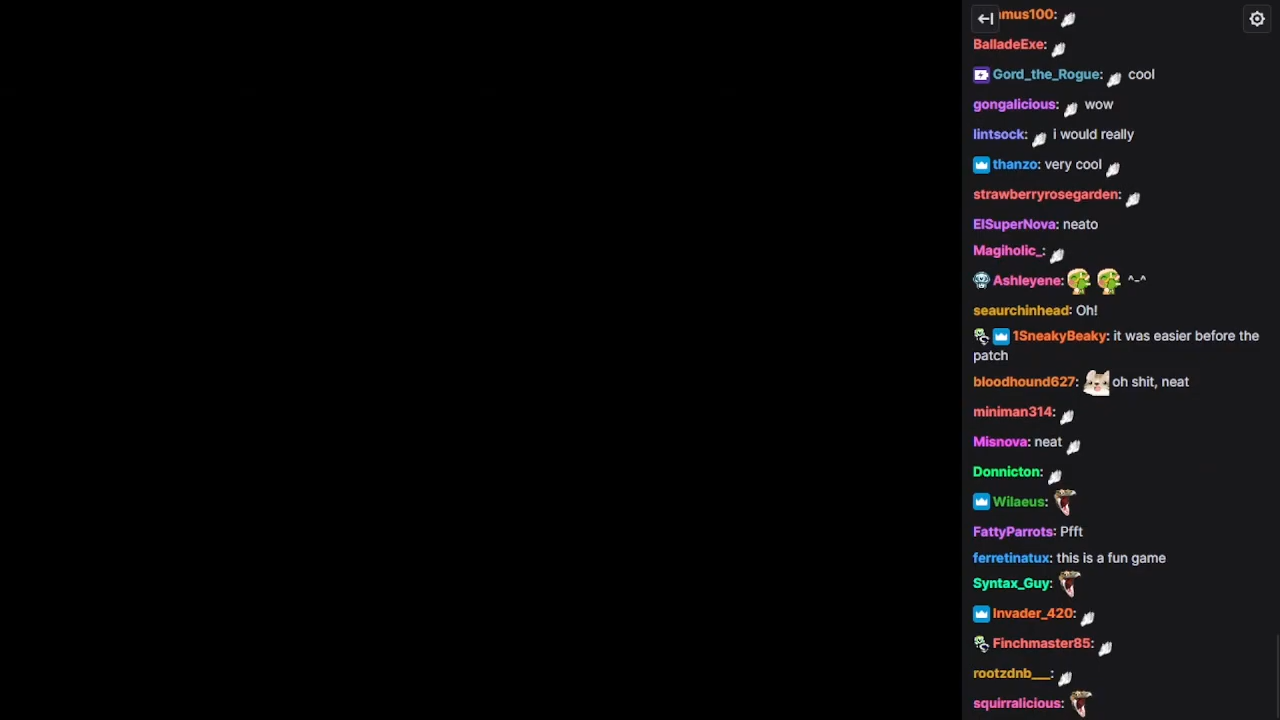 mus100:
BalladeExe:
Gord_the_Rogue: cool
gongalicious: wow
lintsock: i would really
thanzo: very cool
strawberryrosegarden:
ElSuperNova: neato
Magiholic_:
Ashleyene: ^-^
seaurchinhead: Oh!
1SneakyBeaky: it was easier before the
patch
bloodhound627: oh shit, neat
miniman314:
Misnova: neat
Donnicton:
Wilaeus:
FattyParrots: Pfft
ferretinatux: this is a fun game
Syntax_Guy:
Invader_420:
Finchmaster85:
rootzdnb___:
squirralicious: